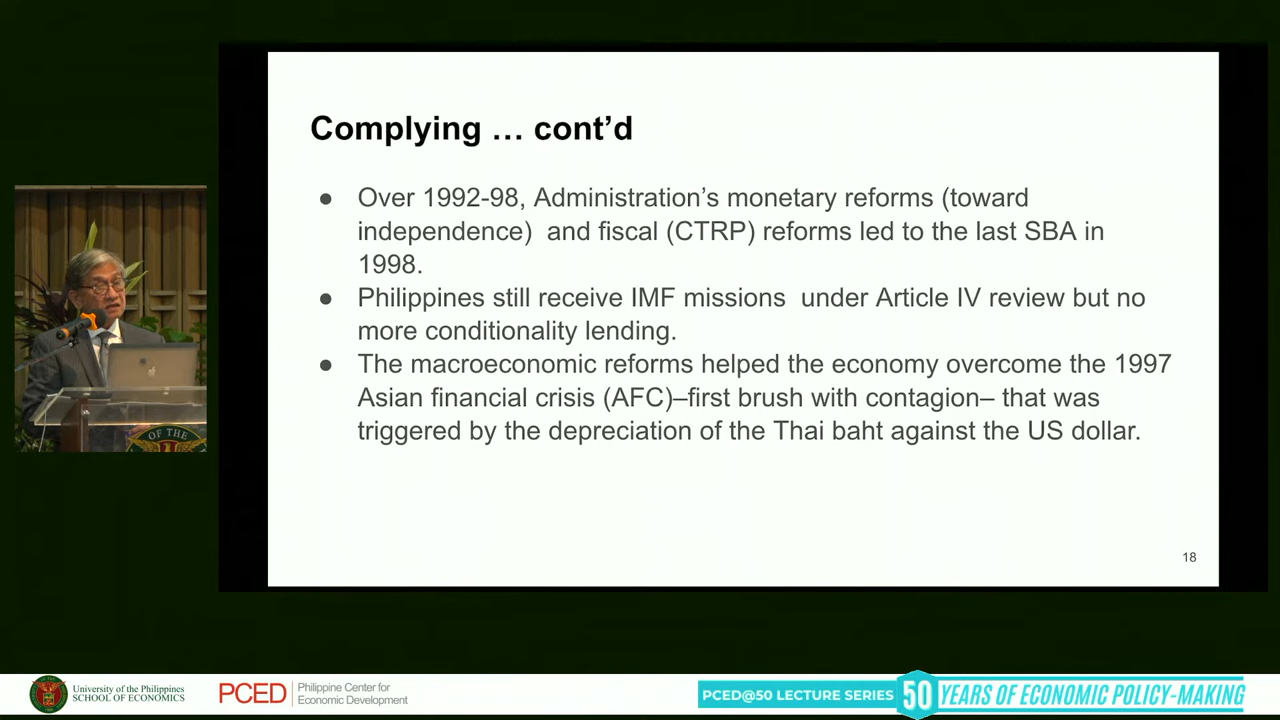 Complying … cont’d
● Over 1992-98, Administration’s monetary reforms (toward
independence) and fiscal (CTRP) reforms led to the last SBA in
1998.
● Philippines still receive IMF missions under Article IV review but no
more conditionality lending.
● The macroeconomic reforms helped the economy overcome the 1997
Asian financial crisis (AFC)–first brush with contagion– that was
triggered by the depreciation of the Thai baht against the US dollar.
18
OF THE
University of the Philippines
SCHOOL OF ECONOMICS
PCED
Philippine Center for
Economic Development
PCED@50 LECTURE SERIES
50 YEARS OF ECONOMIC POLICY-MAKING